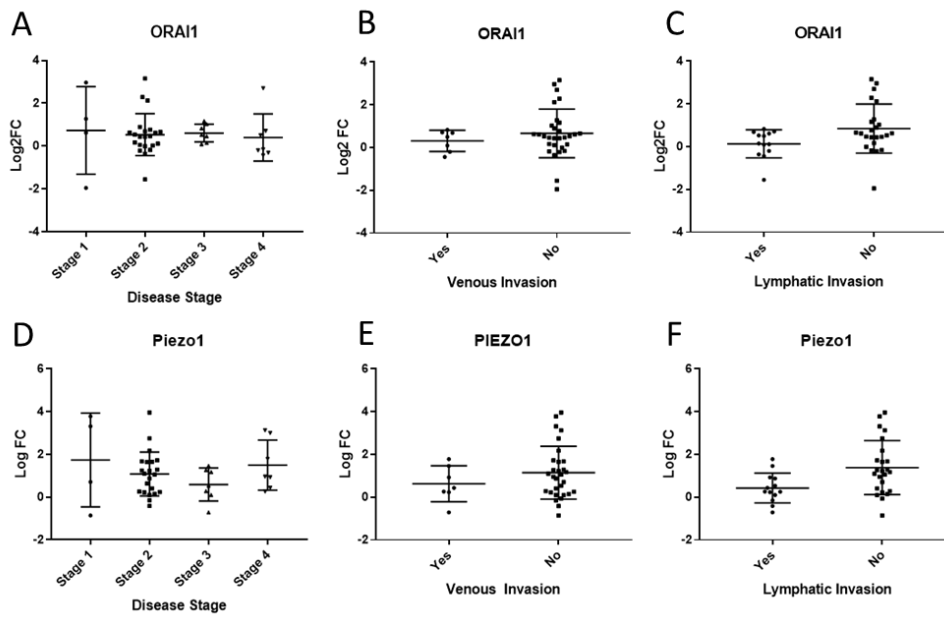 A
ORAI1
Log2FC
4
2
0
-2
-4
Stage 1
Stage 2
Stage 3
Stage 4
Disease Stage
B
ORAI1
Log2 FC
4
2
0
-2
-4
Yes
No
Venous Invasion
C
ORAI1
Log2FC
4
2
0
-2
-4
Yes
No
Lymphatic Invasion
D
Piezo1
Log FC
6
4
2
0
-2
Stage 1
Stage 2
Stage 3
Stage 4
Disease Stage
E
PIEZO1
Log FC
6
4
2
0
-2
Yes
No
Venous Invasion
F
Piezo1
Log FC
6
4
2
0
-2
Yes
No
Lymphatic Invasion